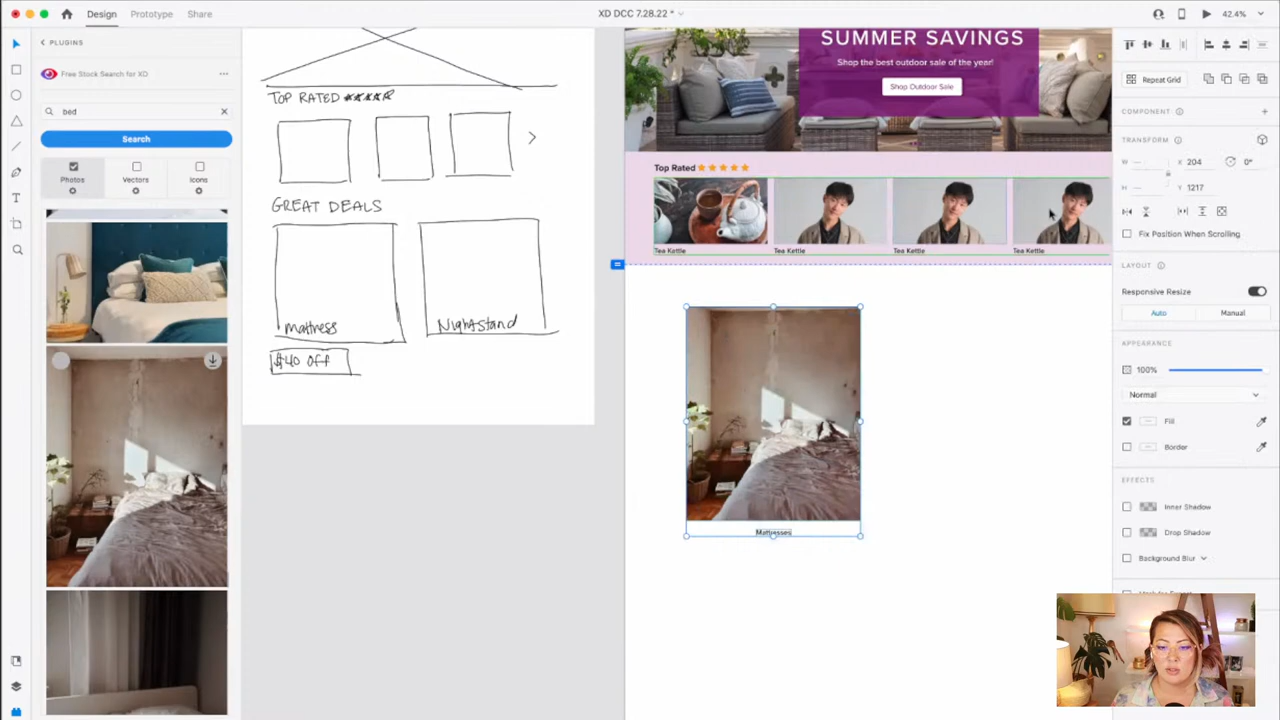 Design
Prototype
Share
XD DCC 7.28.22 *
42.4%
PLUGINS
Free Stock Search for XD
bed
Search
Photos
Vectors
Icons
TOP RATED
GREAT DEALS
mattress
Nightstand
$40 OFF
SUMMER SAVINGS
Shop the best outdoor sale of the year!
Shop Outdoor Sale
Top Rated
Tea Kettle
Tea Kettle
Tea Kettle
Tea Kettle
Mattresses
Repeat Grid
COMPONENT
TRANSFORM
W
X 204
0°
H
Y 1217
Fix Position When Scrolling
LAYOUT
Responsive Resize
Auto
Manual
APPEARANCE
100%
Normal
Fill
Border
EFFECTS
Inner Shadow
Drop Shadow
Background Blur